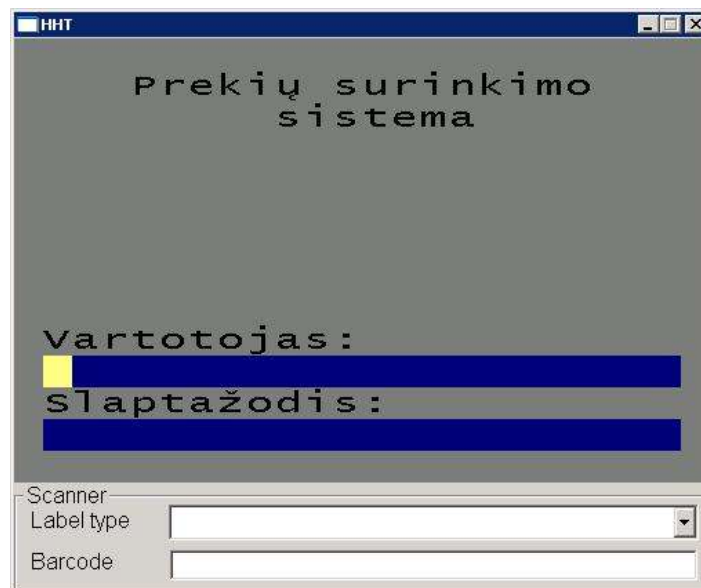 HHT
Prekių surinkimo
sistema
Vartotojas:
Slaptažodis:
Scanner
Label type
Barcode